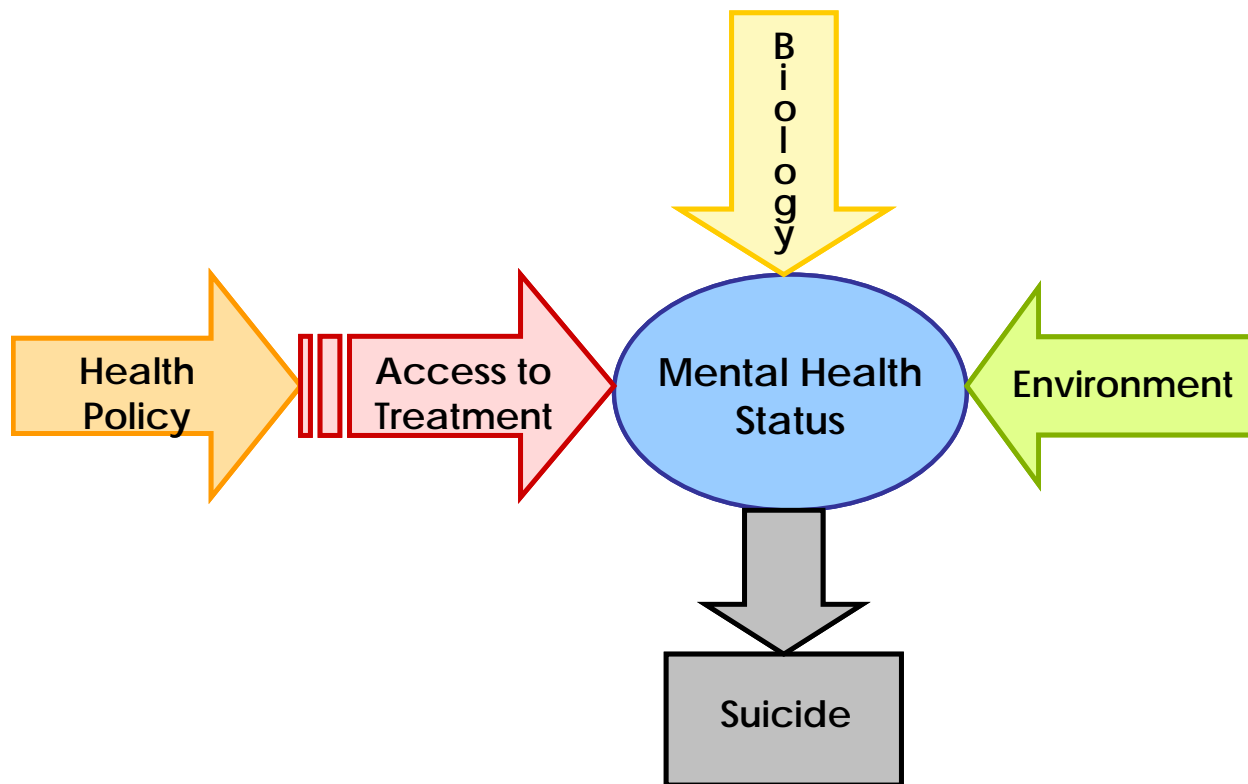 Biology
Health
Policy
Access to
Treatment
Mental Health
Status
Environment
Suicide